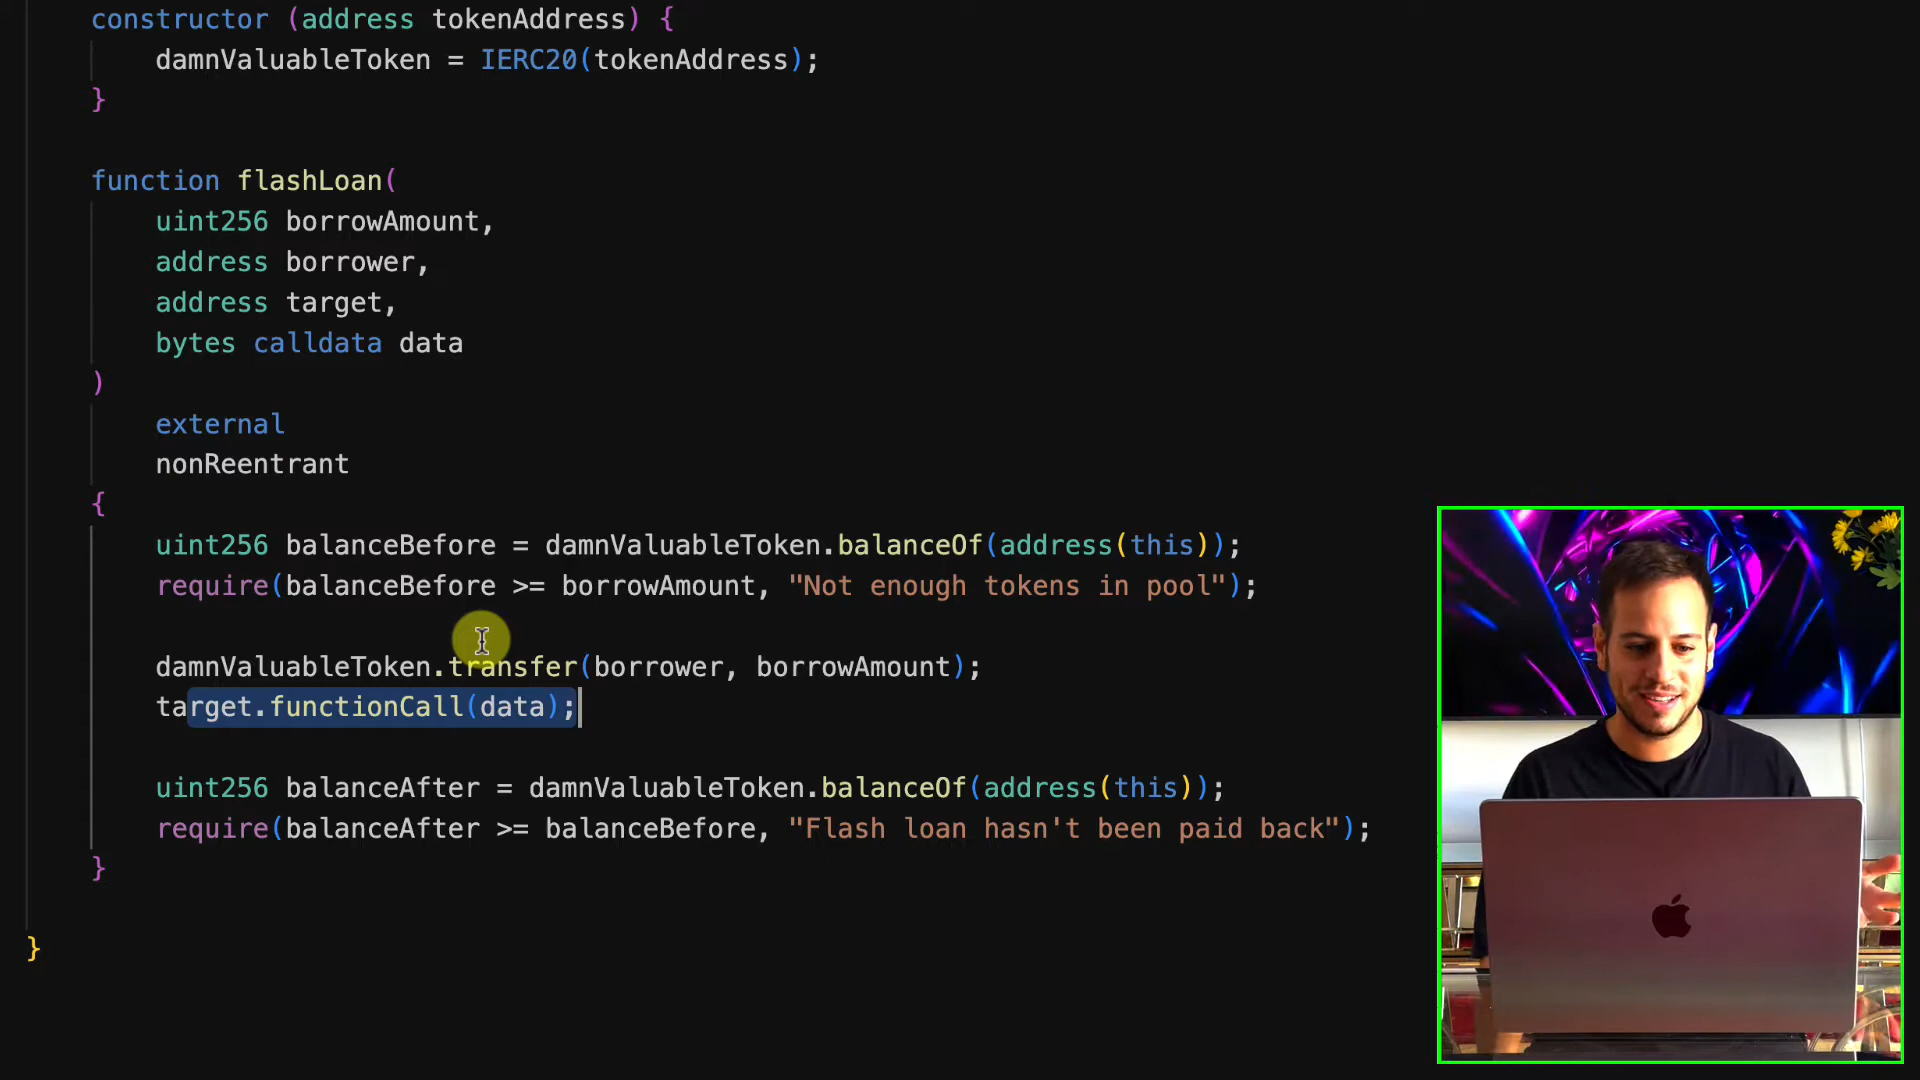 constructor (address tokenAddress) {
damnValuableToken = IERC20(tokenAddress);
}
function flashLoan(
uint256 borrowAmount,
address borrower,
address target,
bytes calldata data
)
external
nonReentrant
{
uint256 balanceBefore = damnValuableToken.balanceOf(address(this));
require(balanceBefore >= borrowAmount, "Not enough tokens in pool");
damnValuableToken.transfer(borrower, borrowAmount);
target.functionCall(data);
uint256 balanceAfter = damnValuableToken.balanceOf(address(this));
require(balanceAfter >= balanceBefore, "Flash loan hasn't been paid back");
}
}